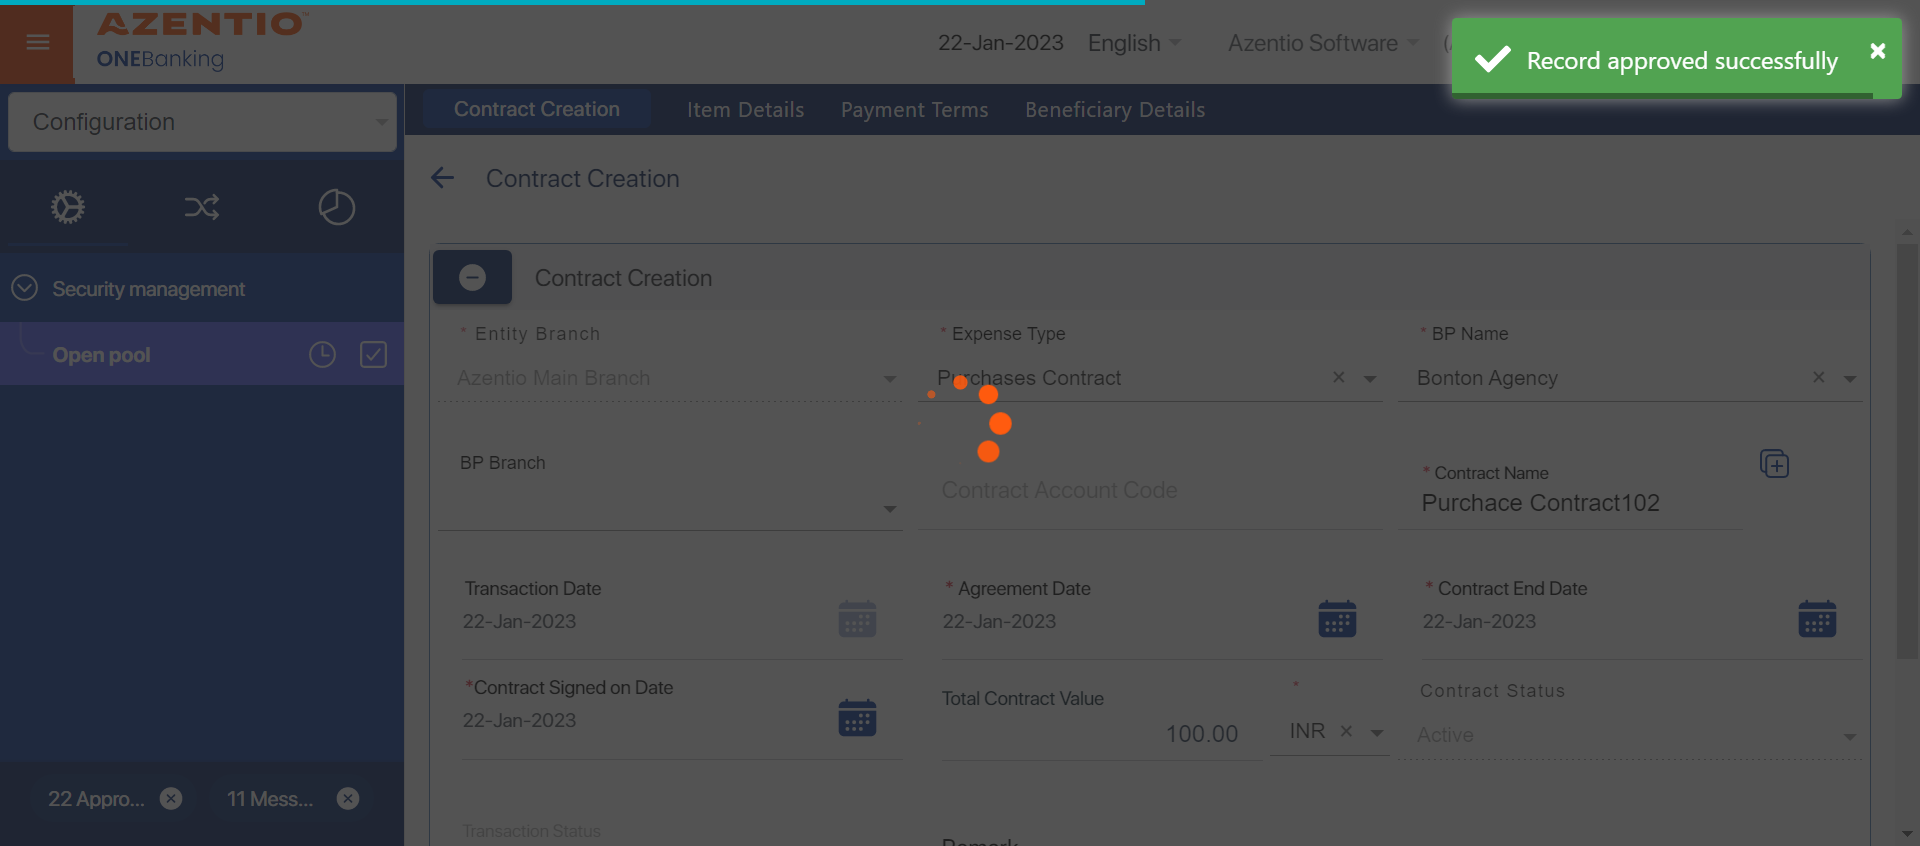 AZENTIO™
ONEBanking
22-Jan-2023
English
Azentio Software
Record approved successfully
Configuration
Contract Creation
Item Details
Payment Terms
Beneficiary Details
Contract Creation
Security management
Open pool
22 Appro...
11 Mess...
Contract Creation
* Entity Branch
Azentio Main Branch
* Expense Type
Purchases Contract
* BP Name
Bonton Agency
BP Branch
Contract Account Code
* Contract Name
Purchace Contract102
Transaction Date
22-Jan-2023
* Agreement Date
22-Jan-2023
* Contract End Date
22-Jan-2023
*Contract Signed on Date
22-Jan-2023
Total Contract Value
100.00
*
INR
Contract Status
Active
Transaction Status
Remark